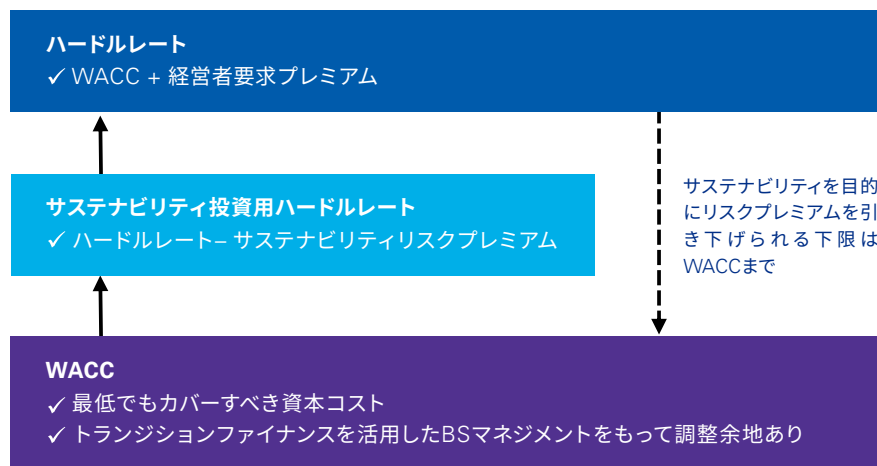 ハードルレート
✓ WACC + 経営者要求プレミアム
サステナビリティ投資用ハードルレート
✓ ハードルレート– サステナビリティリスクプレミアム
サステナビリティを目的
にリスクプレミアムを引
き下げられる下限は
WACCまで
WACC
✓ 最低でもカバーすべき資本コスト
✓ トランジションファイナンスを活用したBSマネジメントをもって調整余地あり